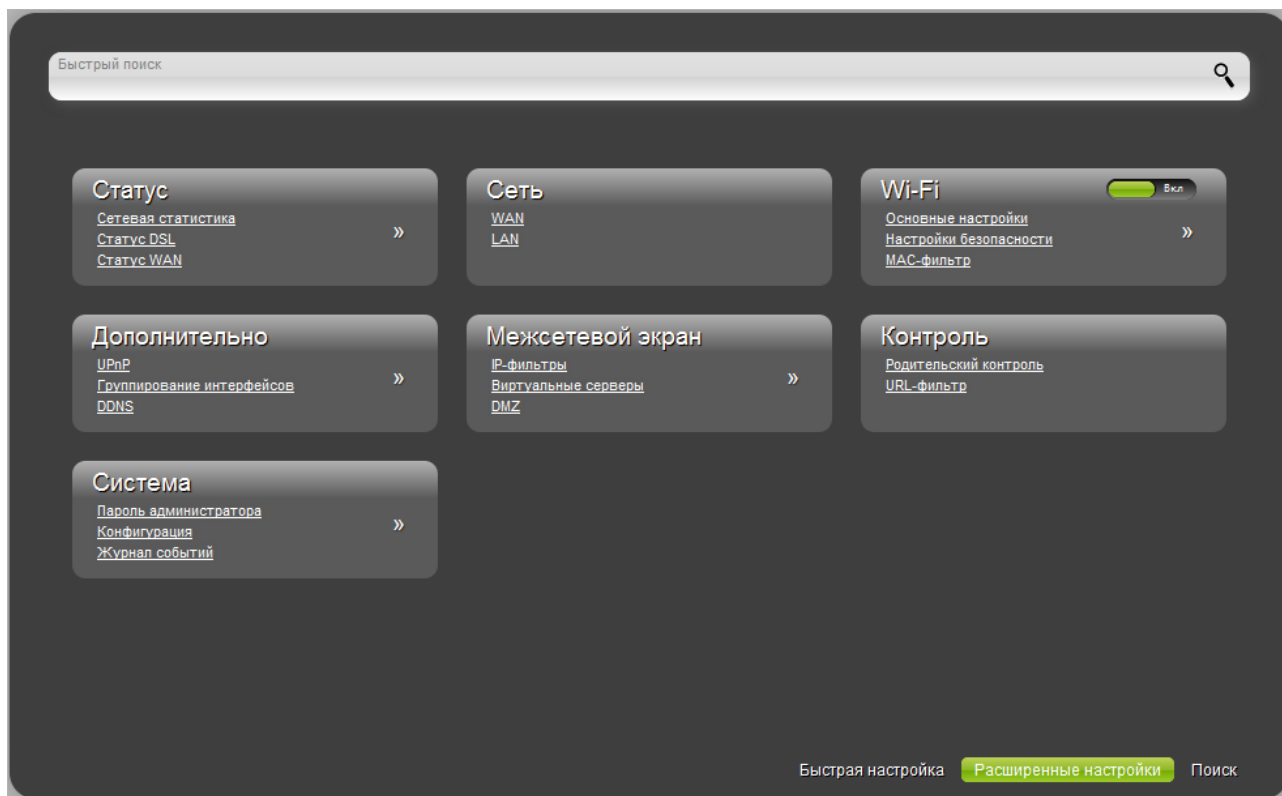 Быстрый поиск
Статус
Сетевая статистика
Статус DSL
Статус WAN
»
Сеть
WAN
LAN
Wi-Fi
Вкл
Основные настройки
Настройки безопасности
MAC-фильтр
»
Дополнительно
UPnP
Группирование интерфейсов
DDNS
»
Межсетевой экран
IP-фильтры
Виртуальные серверы
DMZ
»
Контроль
Родительский контроль
URL-фильтр
Система
Пароль администратора
Конфигурация
Журнал событий
»
Быстрая настройка Расширенные настройки Поиск